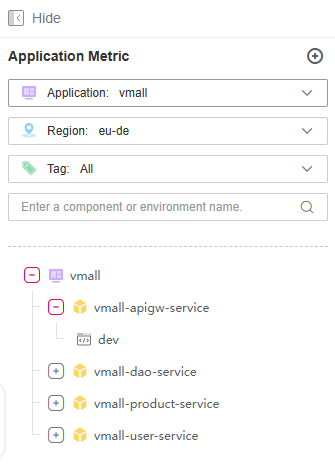 Hide
Application Metric
Application: vmall
Region: eu-de
Tag: All
Enter a component or environment name.
vmall
vmall-apigw-service
dev
vmall-dao-service
vmall-product-service
vmall-user-service